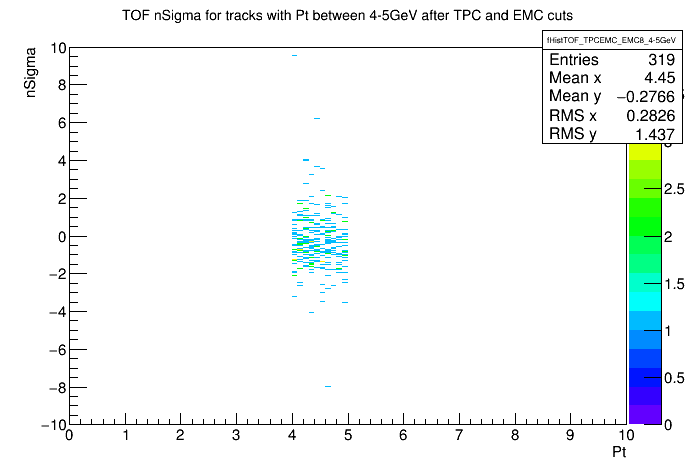 TOF nSigma for tracks with Pt between 4-5GeV after TPC and EMC cuts
fHistTOF_TPCEMC_EMC8_4-5GeV
Entries 319
Mean x 4.45
Mean y −0.2766
RMS x 0.2826
RMS y 1.437
nSigma
10
8
6
4
2
0
−2
−4
−6
−8
−10
0 1 2 3 4 5 6 7 8 9 10
Pt
2.5
2
1.5
1
0.5
0